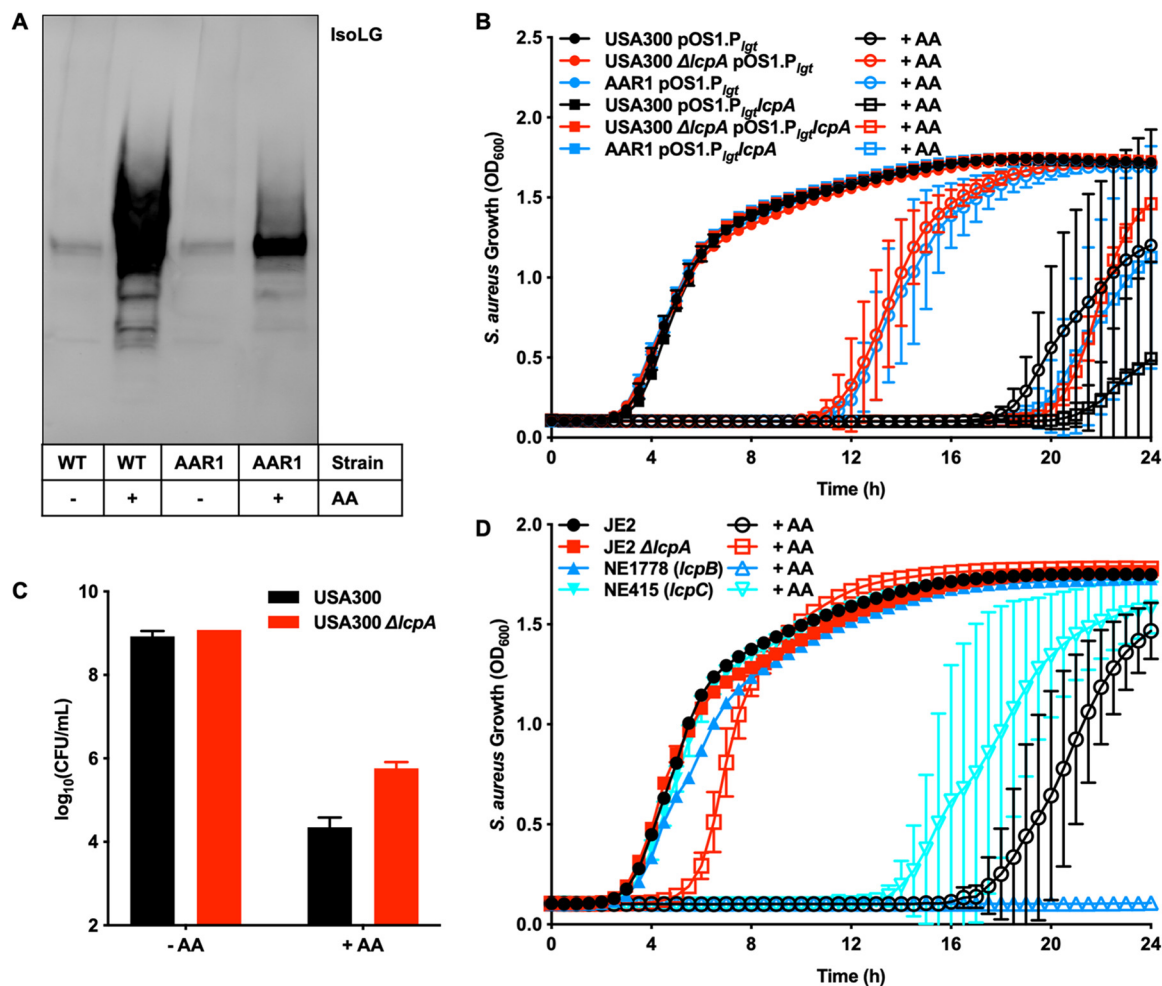 A
IsoLG
WT WT AAR1 AAR1 Strain
- + - + AA
B
USA300 pOS1.Plgt + AA
USA300 ΔlcpA pOS1.Plgt + AA
AAR1 pOS1.Plgt + AA
USA300 pOS1.PlgtlcpA + AA
USA300 ΔlcpA pOS1.PlgtlcpA + AA
AAR1 pOS1.PlgtlcpA + AA
S. aureus Growth (OD600)
2.5
2.0
1.5
1.0
0.5
0.0
0 4 8 12 16 20 24
Time (h)
C
USA300
USA300 ΔlcpA
log10(CFU/mL)
10
8
6
4
2
- AA + AA
D
JE2 + AA
JE2 ΔlcpA + AA
NE1778 (lcpB) + AA
NE415 (lcpC) + AA
S. aureus Growth (OD600)
2.0
1.5
1.0
0.5
0.0
0 4 8 12 16 20 24
Time (h)